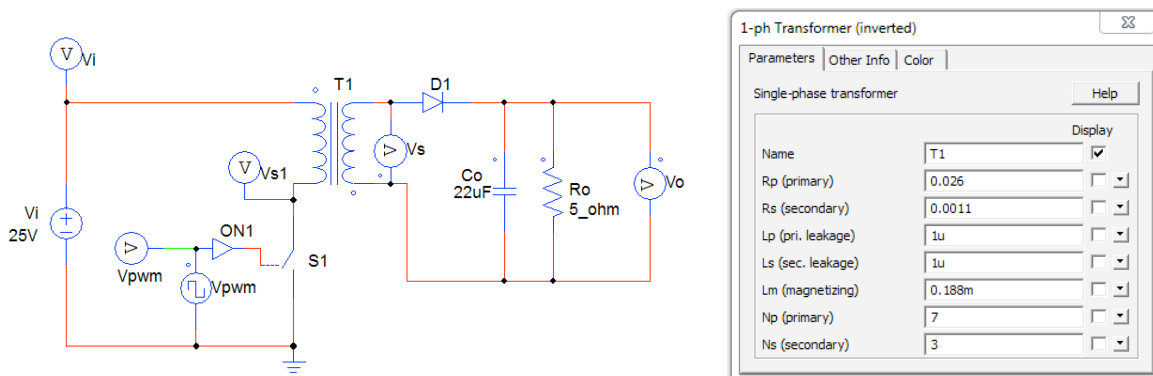 V
Vi
T1
D1
V
Vs1
V
Vs
Co
22uF
Ro
5_ohm
V
Vo
Vi
25V
V
Vpwm
ON1
Vpwm
S1
1-ph Transformer (inverted)
Parameters Other Info Color
Single-phase transformer Help
Display
Name T1
Rp (primary) 0.026
Rs (secondary) 0.0011
Lp (pri. leakage) 1u
Ls (sec. leakage) 1u
Lm (magnetizing) 0.188m
Np (primary) 7
Ns (secondary) 3